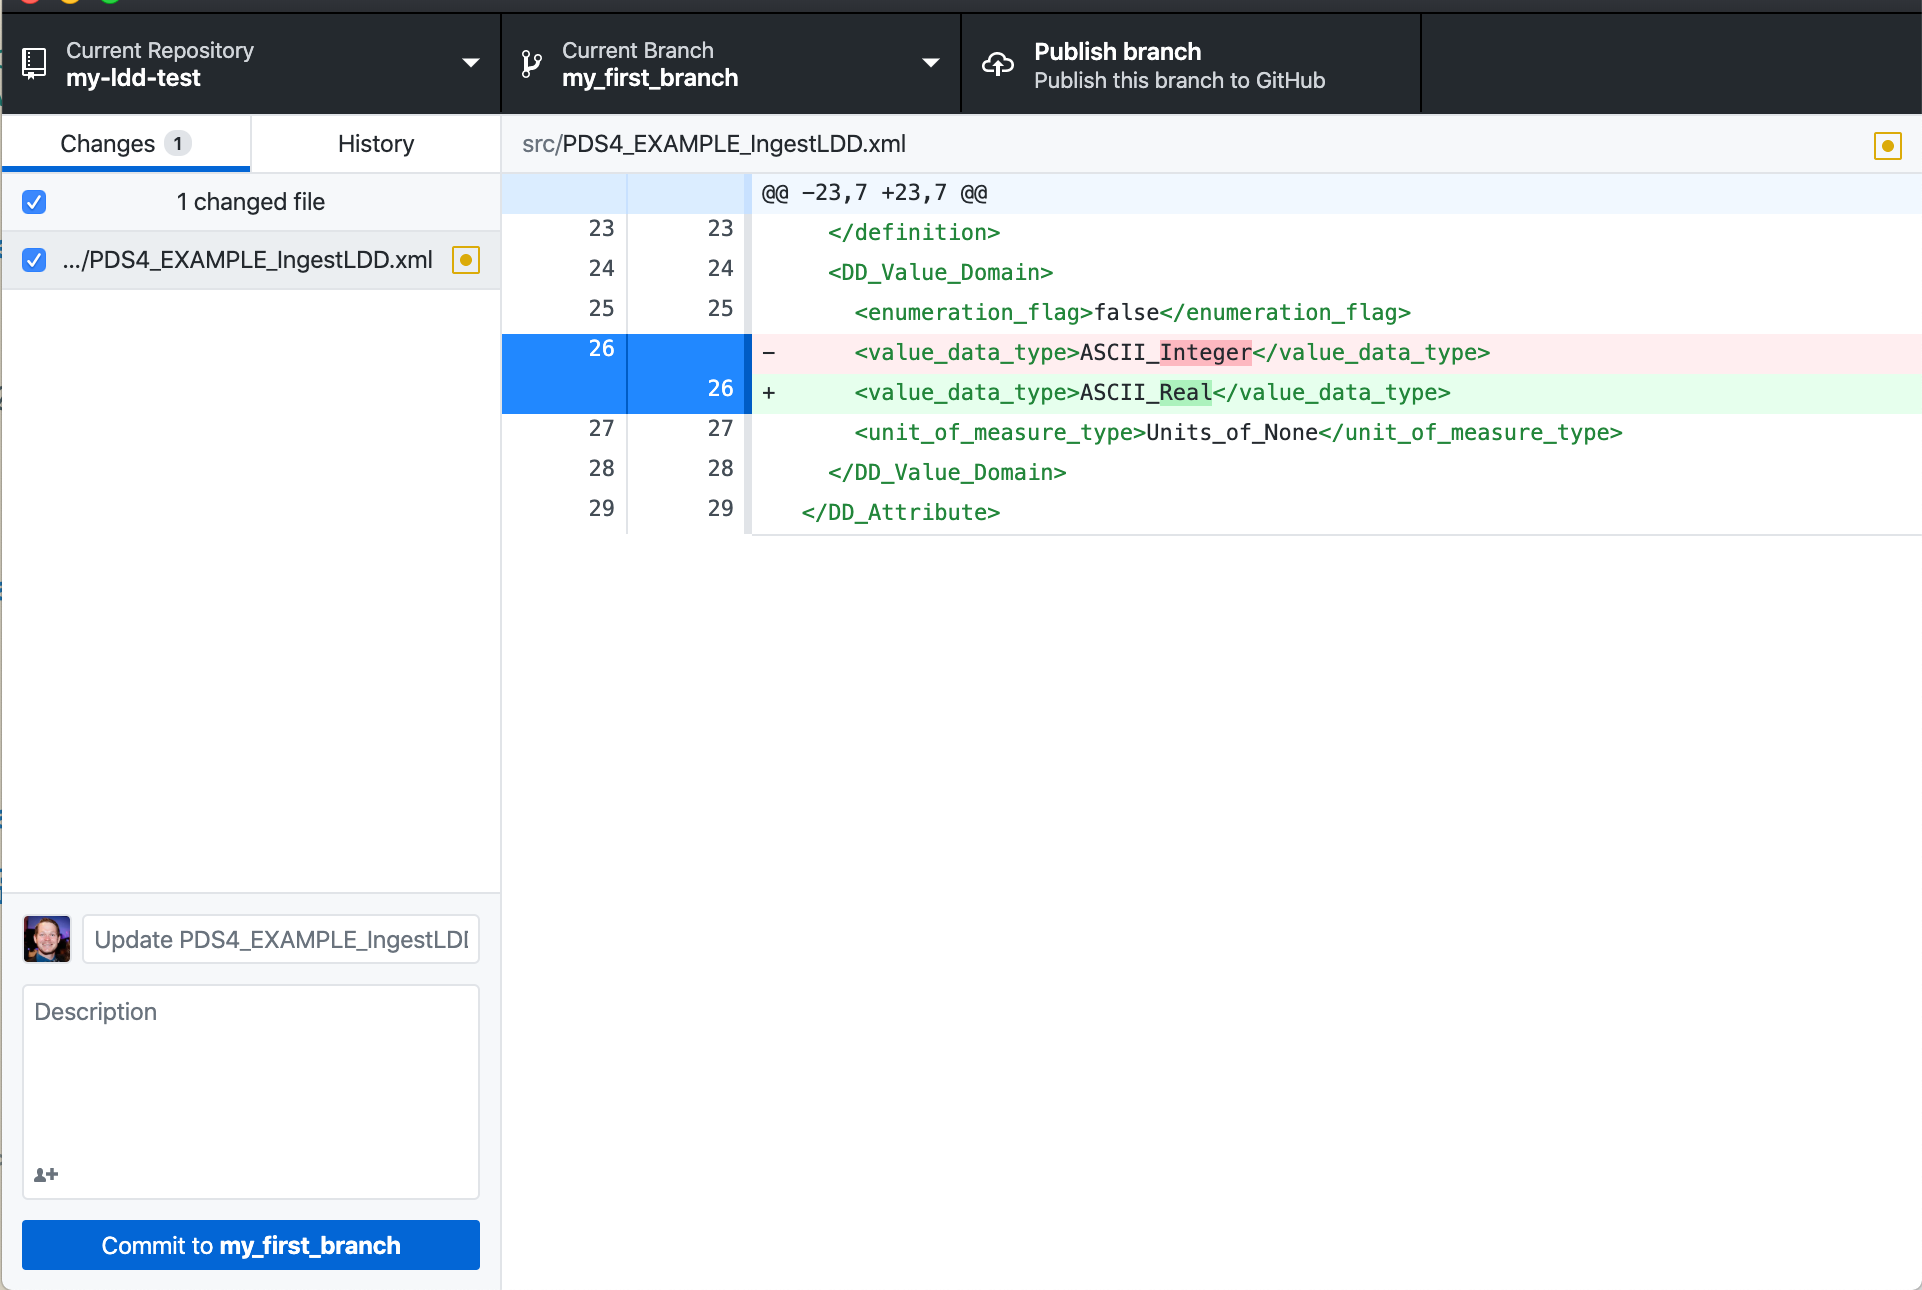 Current Repository
my-ldd-test
Current Branch
my_first_branch
Publish branch
Publish this branch to GitHub
Changes 1
History
src/PDS4_EXAMPLE_IngestLDD.xml
1 changed file
.../PDS4_EXAMPLE_IngestLDD.xml
@@ -23,7 +23,7 @@
23 23 </definition>
24 24 <DD_Value_Domain>
25 25 <enumeration_flag>false</enumeration_flag>
26 - <value_data_type>ASCII_Integer</value_data_type>
26 + <value_data_type>ASCII_Real</value_data_type>
27 27 <unit_of_measure_type>Units_of_None</unit_of_measure_type>
28 28 </DD_Value_Domain>
29 29 </DD_Attribute>
Update PDS4_EXAMPLE_IngestLD
Description
Commit to my_first_branch